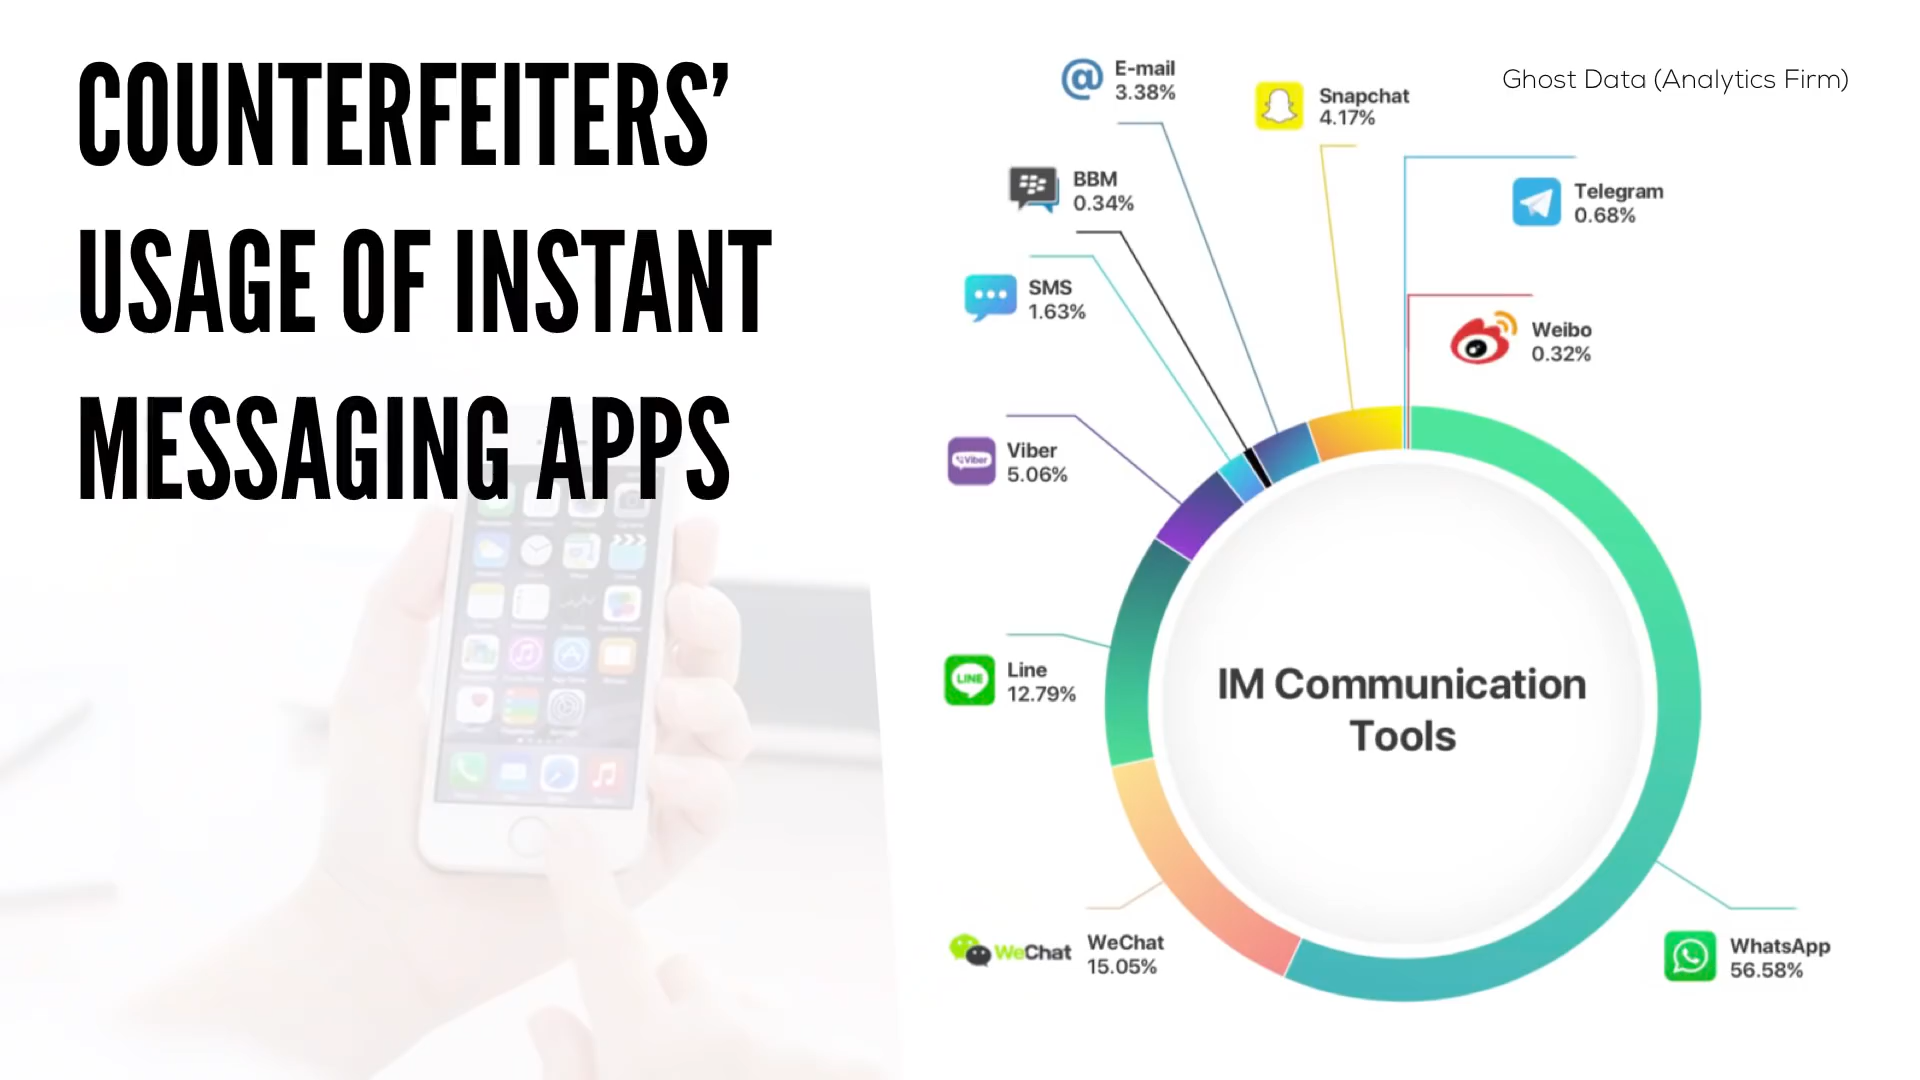 COUNTERFEITERS’
USAGE OF INSTANT
MESSAGING APPS
Ghost Data (Analytics Firm)
E-mail
3.38%
Snapchat
4.17%
BBM
0.34%
Telegram
0.68%
SMS
1.63%
Weibo
0.32%
Viber
Viber
5.06%
LINE
Line
12.79%
IM Communication
Tools
WeChat
WeChat
15.05%
WhatsApp
56.58%